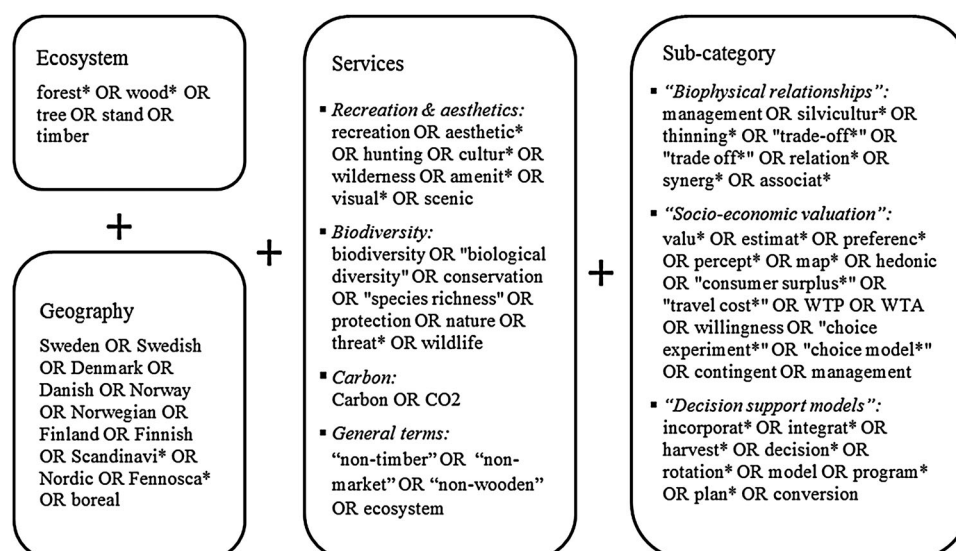 Ecosystem
forest* OR wood* OR
tree OR stand OR
timber
+
Geography
Sweden OR Swedish
OR Denmark OR
Danish OR Norway
OR Norwegian OR
Finland OR Finnish
OR Scandinavi* OR
Nordic OR Fennosca*
OR boreal
+
Services
▪ Recreation & aesthetics:
recreation OR aesthetic*
OR hunting OR cultur* OR
wilderness OR amenit* OR
visual* OR scenic
▪ Biodiversity:
biodiversity OR "biological
diversity" OR conservation
OR "species richness" OR
protection OR nature OR
threat* OR wildlife
▪ Carbon:
Carbon OR CO2
▪ General terms:
“non-timber” OR “non-
market” OR “non-wooden”
OR ecosystem
+
Sub-category
▪ “Biophysical relationships”:
management OR silvicultur* OR
thinning* OR "trade-off*" OR
"trade off*" OR relation* OR
synerg* OR associat*
▪ “Socio-economic valuation”:
valu* OR estimat* OR preferenc*
OR percept* OR map* OR hedonic
OR "consumer surplus*" OR
"travel cost*" OR WTP OR WTA
OR willingness OR "choice
experiment*" OR "choice model*"
OR contingent OR management
▪ “Decision support models”:
incorporat* OR integrat* OR
harvest* OR decision* OR
rotation* OR model OR program*
OR plan* OR conversion